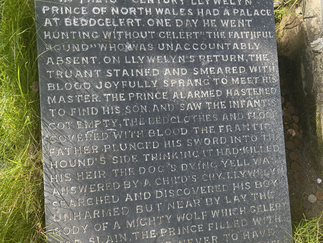 CENTURY LLYWELYN
PRINCE OF NORTH WALES HAD A PALACE
AT BEDDGELERT. ONE DAY HE WENT
HUNTING WITHOUT GELERT "THE FAITHFUL
HOUND" WHO WAS UNACCOUNTABLY
ABSENT. ON LLYWELYN'S RETURN, THE
TRUANT STAINED AND SMEARED WITH
BLOOD JOYFULLY SPRANG TO MEET HIS
MASTER. THE PRINCE ALARMED HASTENED
TO FIND HIS SON, AND SAW THE INFANT'S
COT EMPTY, THE BEDCLOTHES AND FLOOR
COVERED WITH BLOOD. THE FRANTIC
FATHER PLUNGED HIS SWORD INTO THE
HOUND'S SIDE THINKING IT HAD KILLED
HIS HEIR. THE DOG'S DYING YELL WAS
ANSWERED BY A CHILD'S CRY. LLYWELYN
SEARCHED AND DISCOVERED HIS BOY
UNHARMED BUT NEAR BY LAY THE
BODY OF A MIGHTY WOLF WHICH GELERT
HAD SLAIN. THE PRINCE FILLED WITH
NEVER TO HAVE